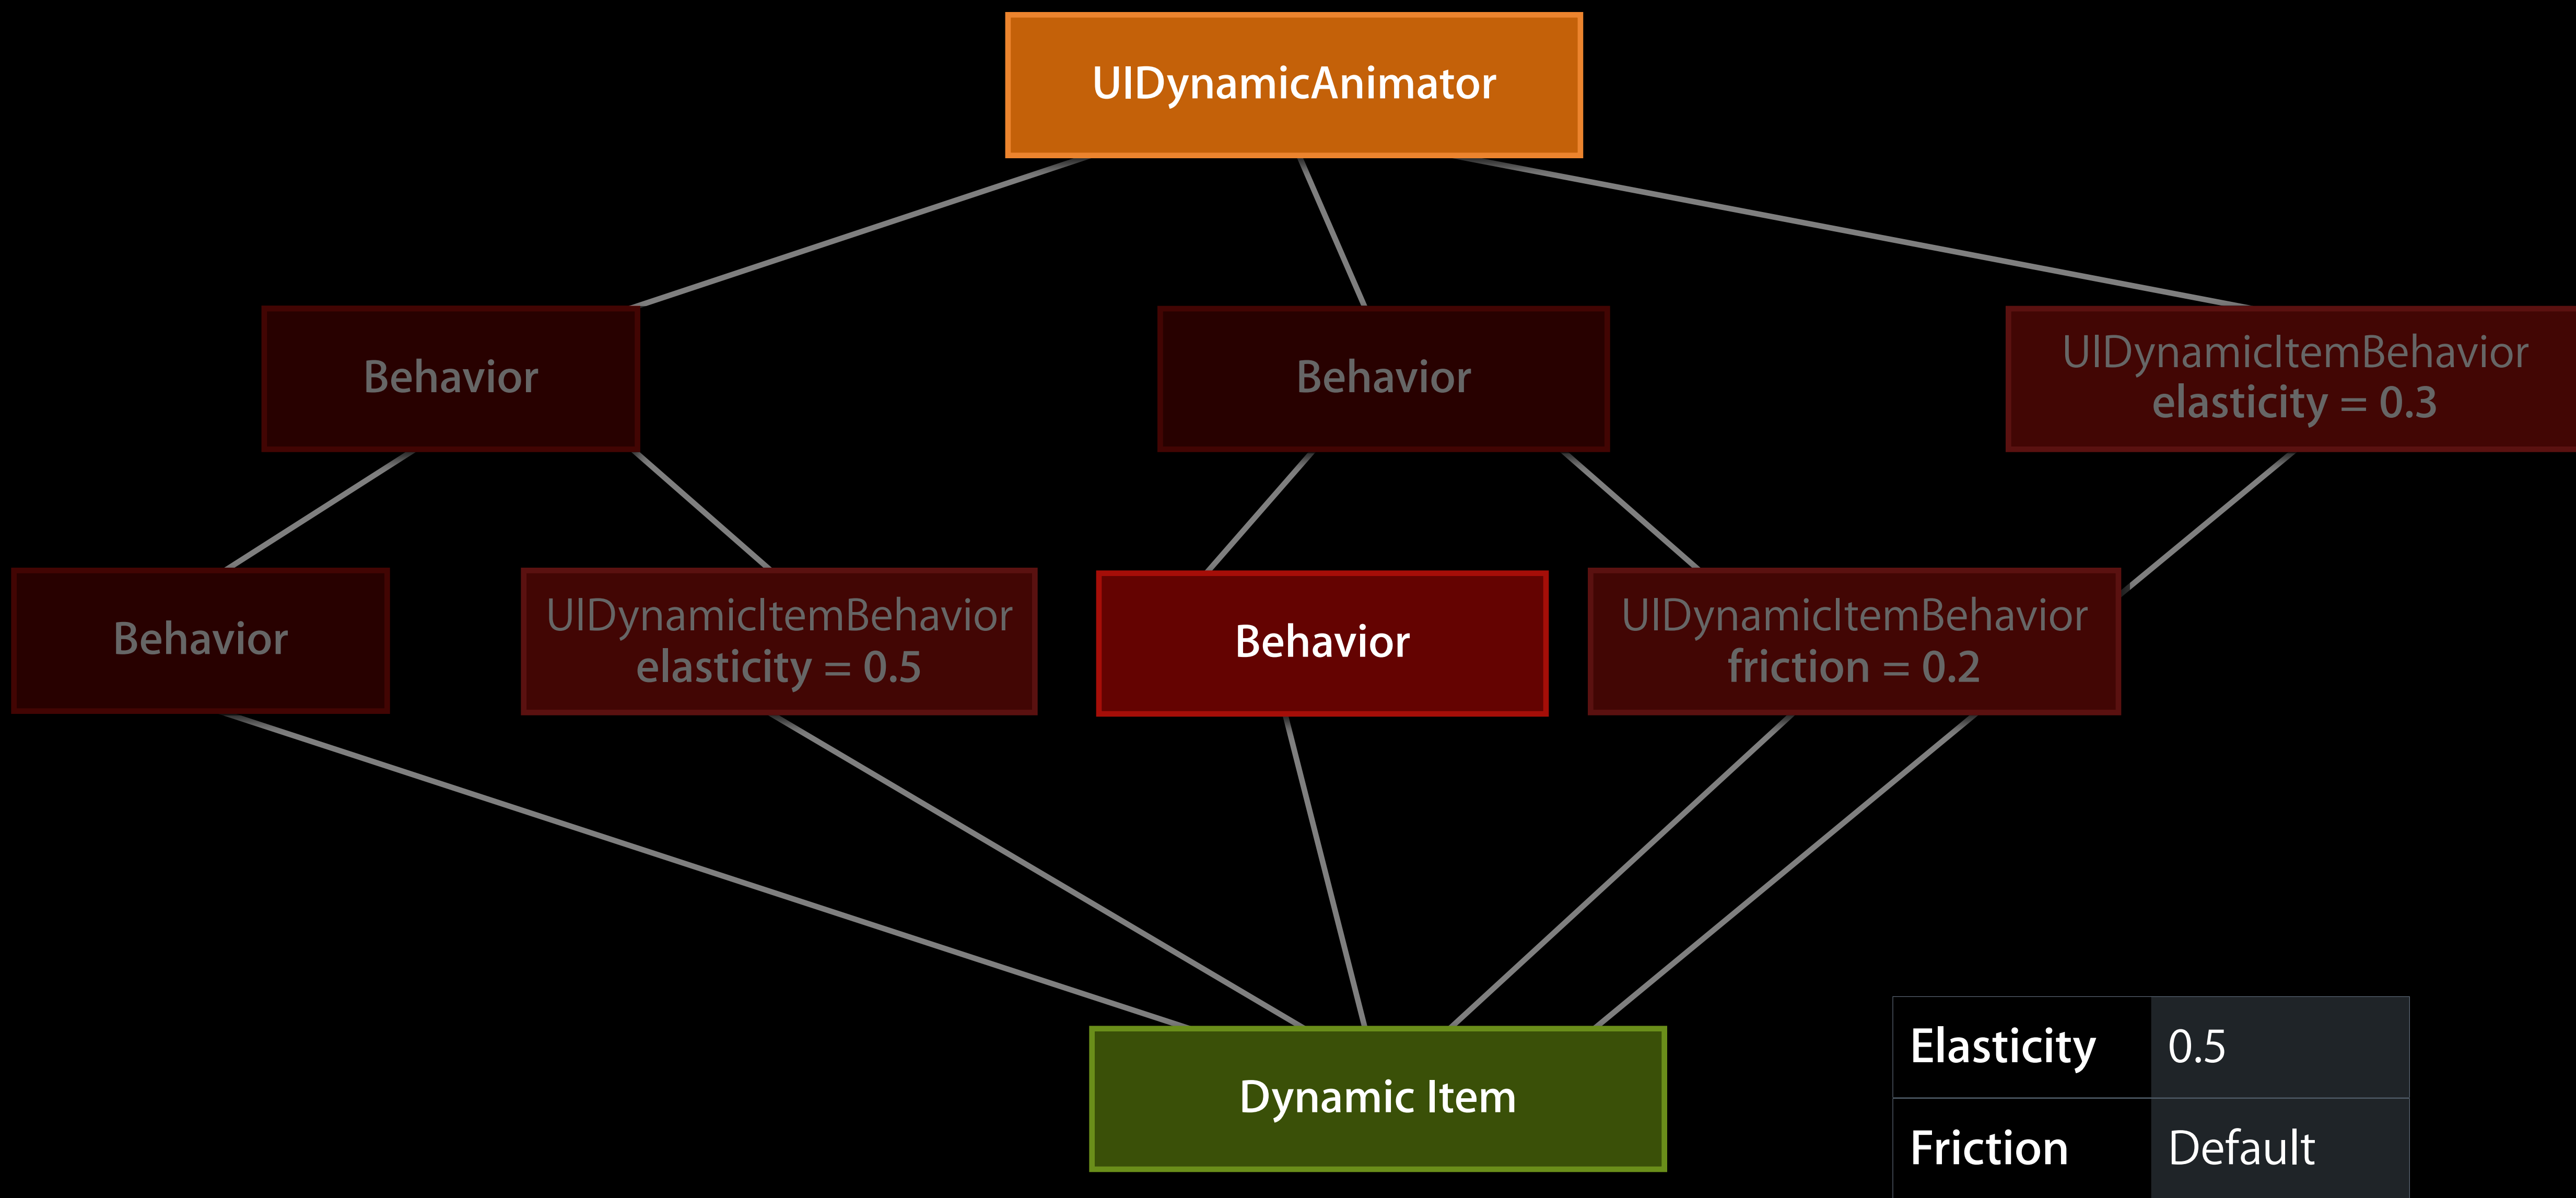 UIDynamicAnimator
Behavior
Behavior
UIDynamicItemBehavior
elasticity = 0.3
Behavior
UIDynamicItemBehavior
elasticity = 0.5
Behavior
UIDynamicItemBehavior
friction = 0.2
Dynamic Item
Elasticity 0.5
Friction Default